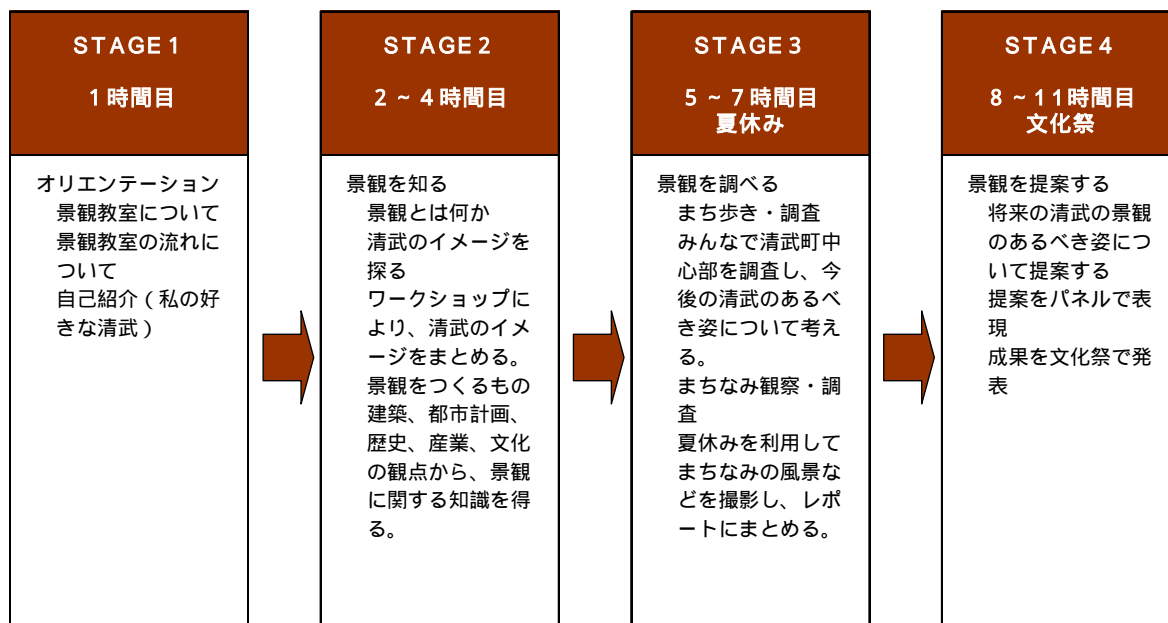 STAGE1
1時間目
オリエンテーション
景観教室について
景観教室の流れに
ついて
自己紹介(私の好
きな清武)
STAGE2
2~4時間目
景観を知る
景観とは何か
清武のイメージを
探る
ワークショップに
より、清武のイメ
ージをまとめる。
景観をつくるもの
建築、都市計画、
歴史、産業、文化
の観点から、景観
に関する知識を得
る。
STAGE3
5~7時間目
夏休み
景観を調べる
まち歩き・調査
みんなで清武町中
心部を調査し、今
後の清武のあるべ
き姿について考え
る。
まちなみ観察・調
査
夏休みを利用して
まちなみの風景な
どを撮影し、レポ
ートにまとめる。
STAGE4
8~11時間目
文化祭
景観を提案する
将来の清武の景観
のあるべき姿につ
いて提案する
提案をパネルで表
現
成果を文化祭で発
表